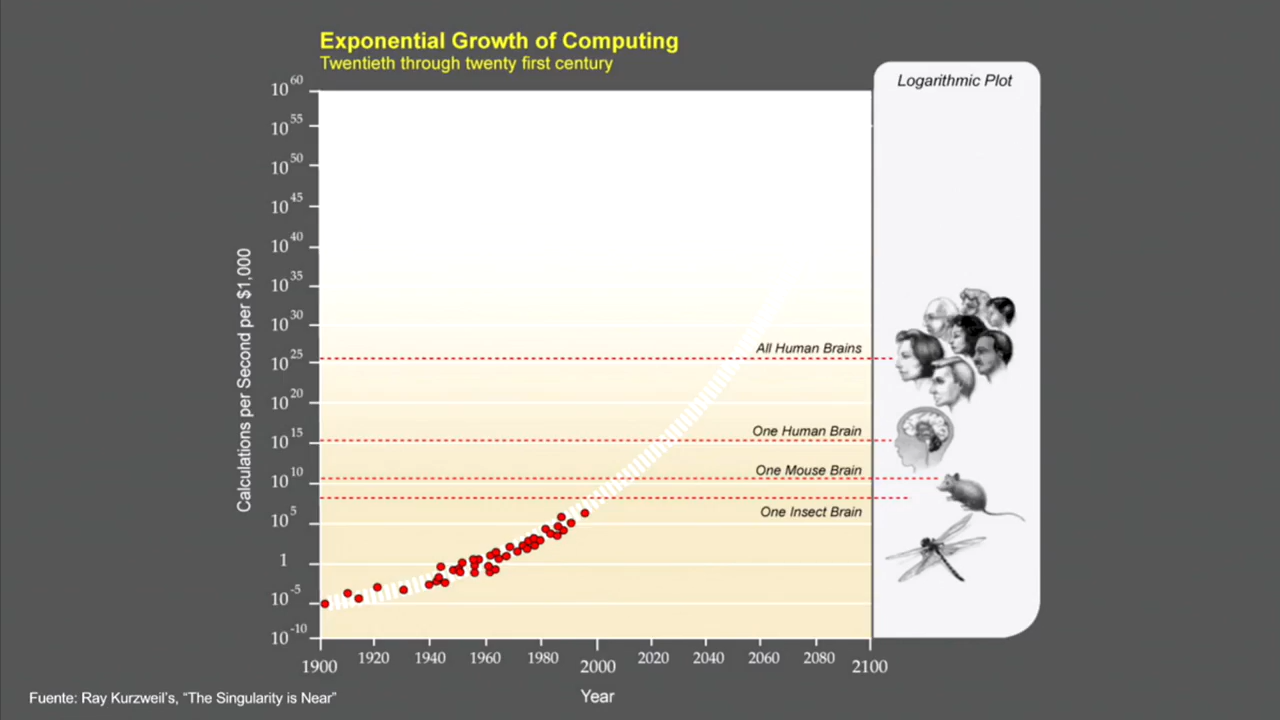 Exponential Growth of Computing
Twentieth through twenty first century
Logarithmic Plot
Calculations per Second per $1,000
10^60
10^55
10^50
10^45
10^40
10^35
10^30
10^25
10^20
10^15
10^10
10^5
1
10^-5
10^-10
All Human Brains
One Human Brain
One Mouse Brain
One Insect Brain
1900 1920 1940 1960 1980 2000 2020 2040 2060 2080 2100
Year
Fuente: Ray Kurzweil's, "The Singularity is Near"